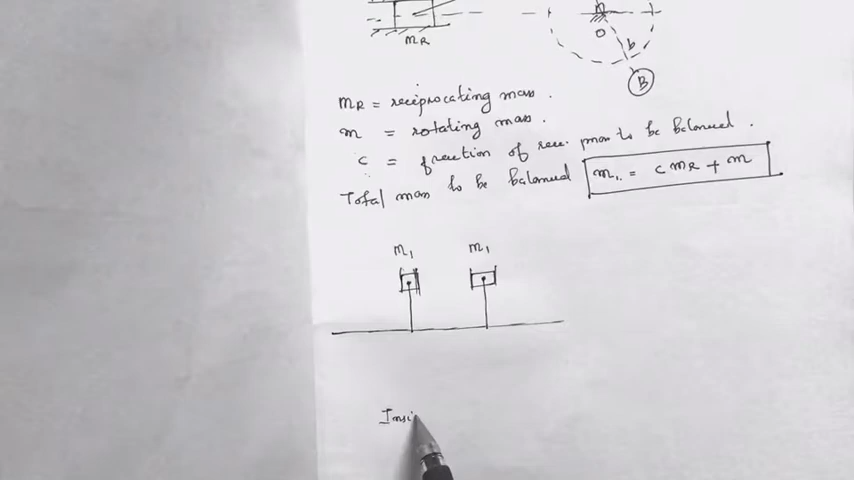 mR
O
b
B
mR = reciprocating mass.
m = rotating mass.
c = fraction of reci. mass to be balanced.
Total mass to be balanced m₁ = c mR + m
m₁ m₁
Insi